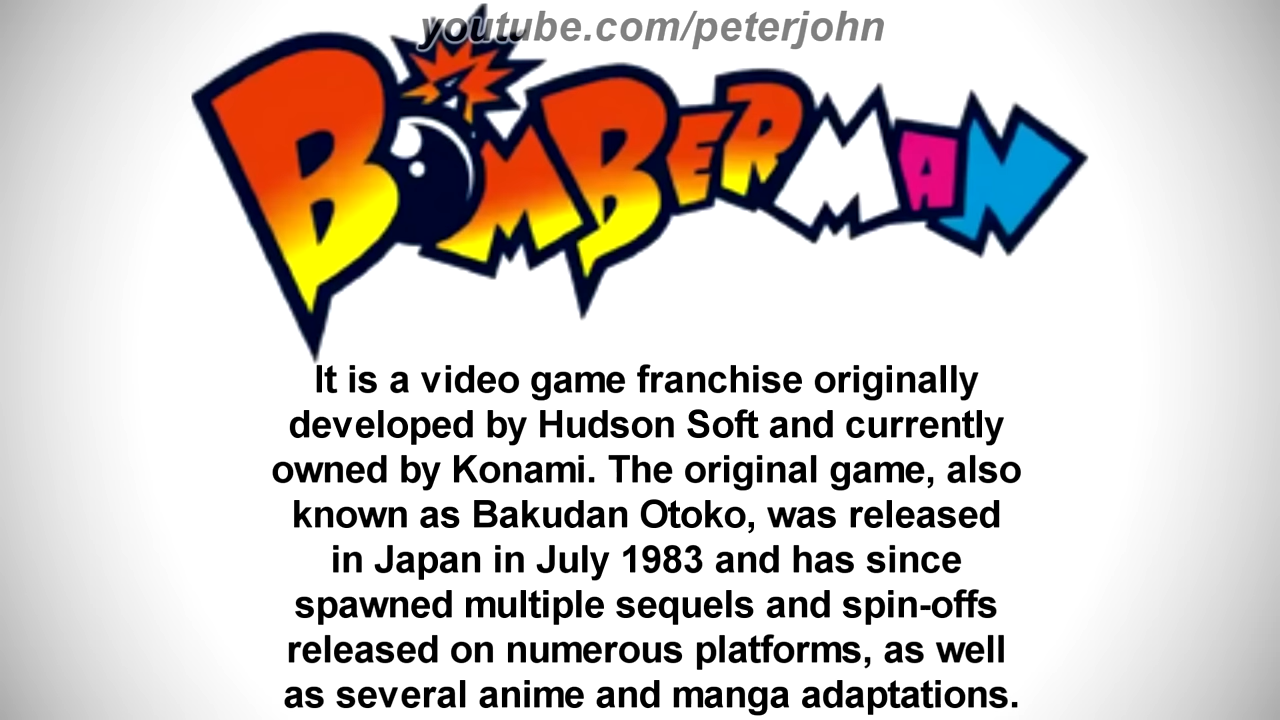 youtube.com/peterjohn
BOMBERMAN
It is a video game franchise originally
developed by Hudson Soft and currently
owned by Konami. The original game, also
known as Bakudan Otoko, was released
in Japan in July 1983 and has since
spawned multiple sequels and spin-offs
released on numerous platforms, as well
as several anime and manga adaptations.